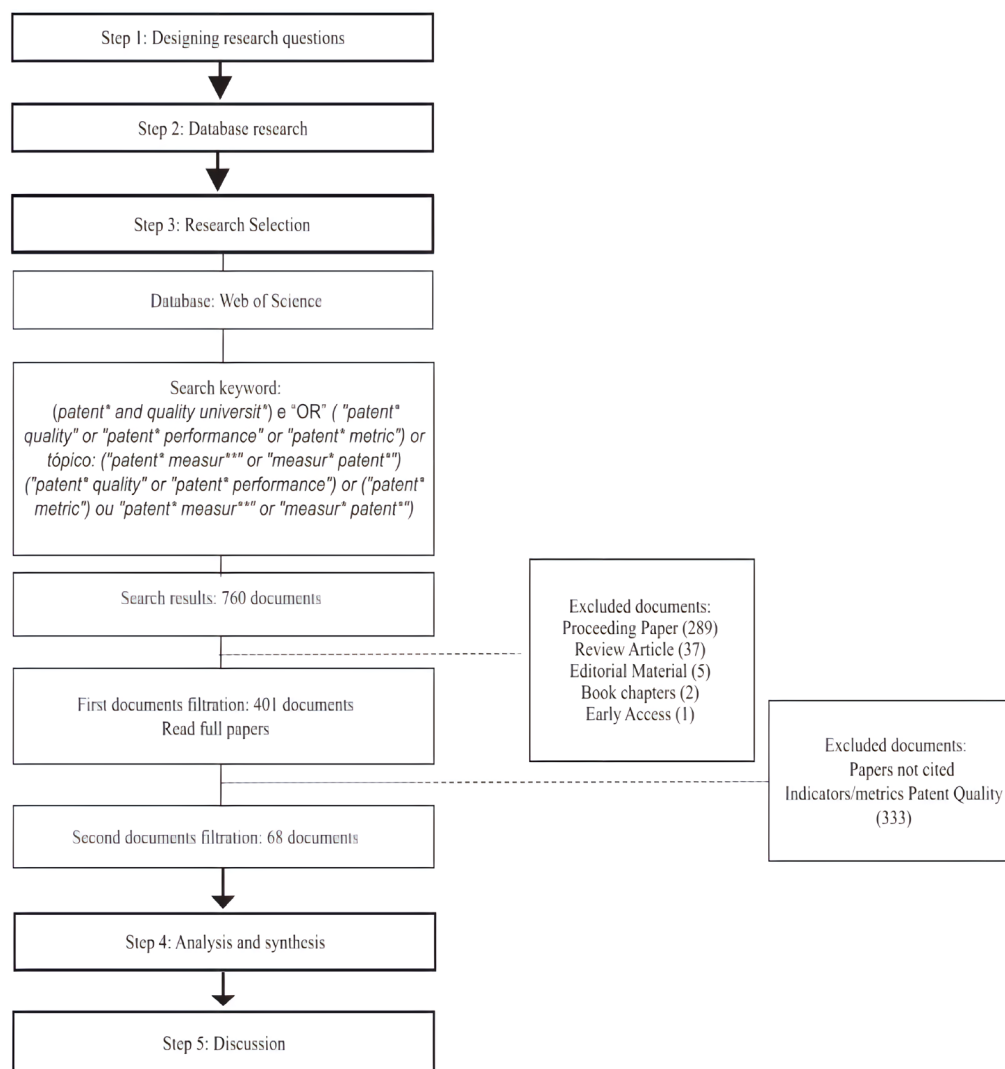 Step 1: Designing research questions
Step 2: Database research
Step 3: Research Selection
Database: Web of Science
Search keyword:
(patent* and quality universit*) e “OR” ( "patent*
quality" or "patent* performance" or "patent* metric") or
tópico: ("patent* measur**" or "measur* patent*")
("patent* quality" or "patent* performance") or ("patent*
metric") ou "patent* measur**" or "measur* patent*")
Search results: 760 documents
Excluded documents:
Proceeding Paper (289)
Review Article (37)
Editorial Material (5)
Book chapters (2)
Early Access (1)
First documents filtration: 401 documents
Read full papers
Excluded documents:
Papers not cited
Indicators/metrics Patent Quality
(333)
Second documents filtration: 68 documents
Step 4: Analysis and synthesis
Step 5: Discussion